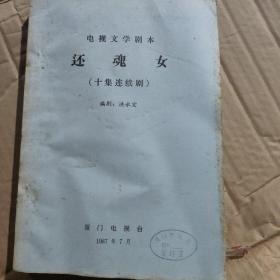 电视文学剧本
还魂女
（十集连续剧）
编剧：洪水宏
厦门电视台
1987年7月